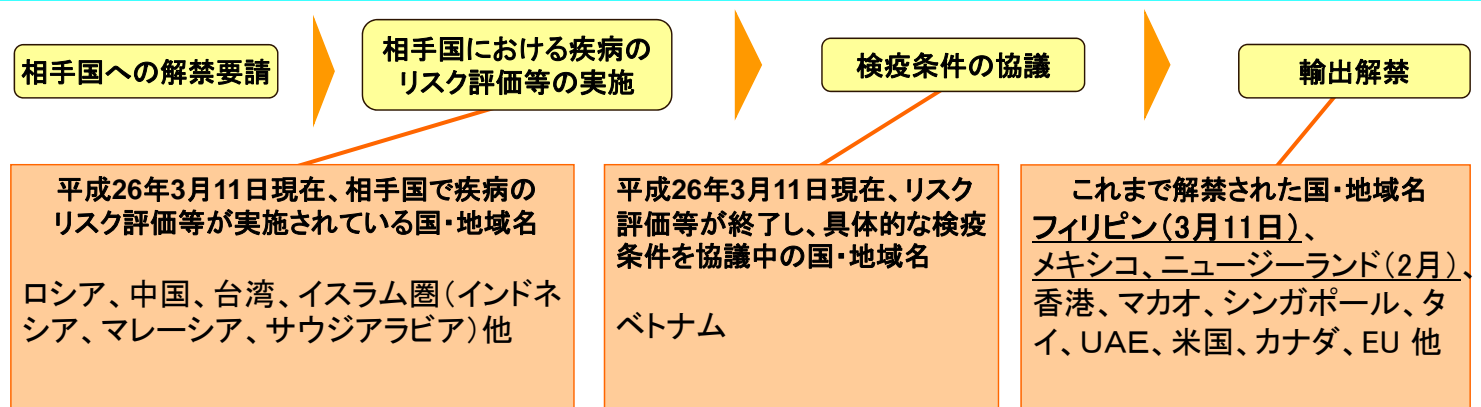 相手国への解禁要請
相手国における疾病の
リスク評価等の実施
検疫条件の協議
輸出解禁
平成26年3月11日現在、相手国で疾病の
リスク評価等が実施されている国・地域名
ロシア、中国、台湾、イスラム圏（インドネ
シア、マレーシア、サウジアラビア）他
平成26年3月11日現在、リスク
評価等が終了し、具体的な検疫
条件を協議中の国・地域名
ベトナム
これまで解禁された国・地域名
フィリピン（3月11日）、
メキシコ、ニュージーランド（2月）、
香港、マカオ、シンガポール、タ
イ、UAE、米国、カナダ、EU 他